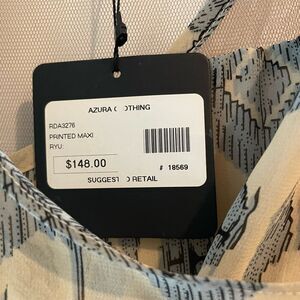 AZURA CLOTHING
RDA3276
PRINTED MAXI
RYU:
$148.00
# 18569
SUGGESTED RETAIL